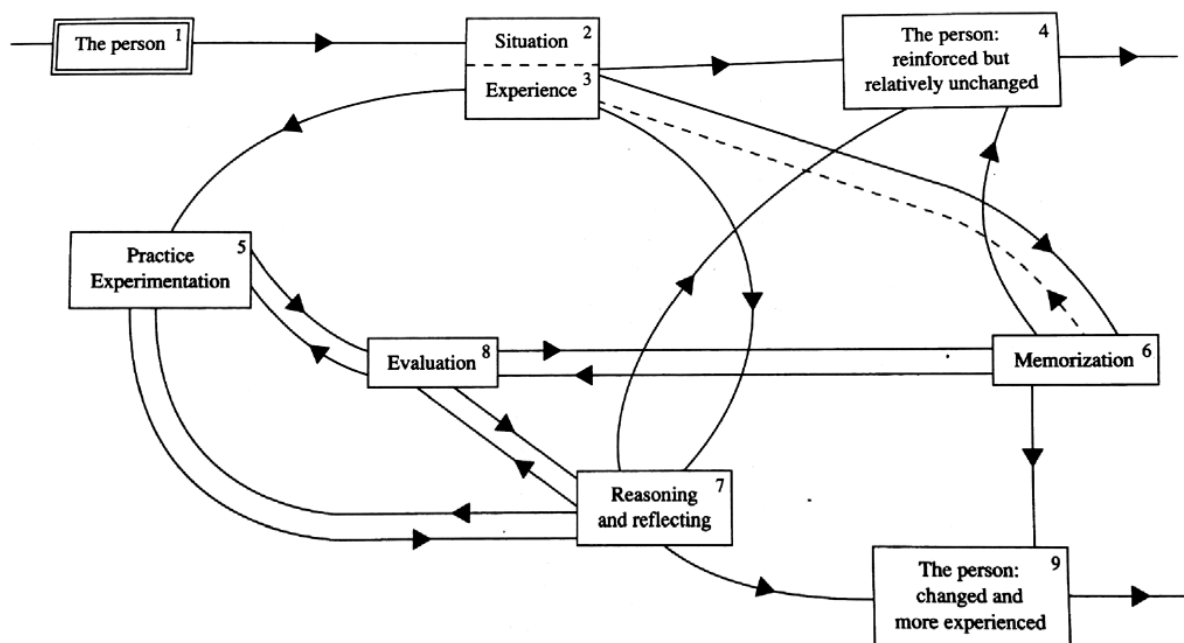 The person 1
Situation 2
Experience 3
The person: 4
reinforced but
relatively unchanged
Practice 5
Experimentation
Evaluation 8
Memorization 6
Reasoning 7
and reflecting
The person: 9
changed and
more experienced